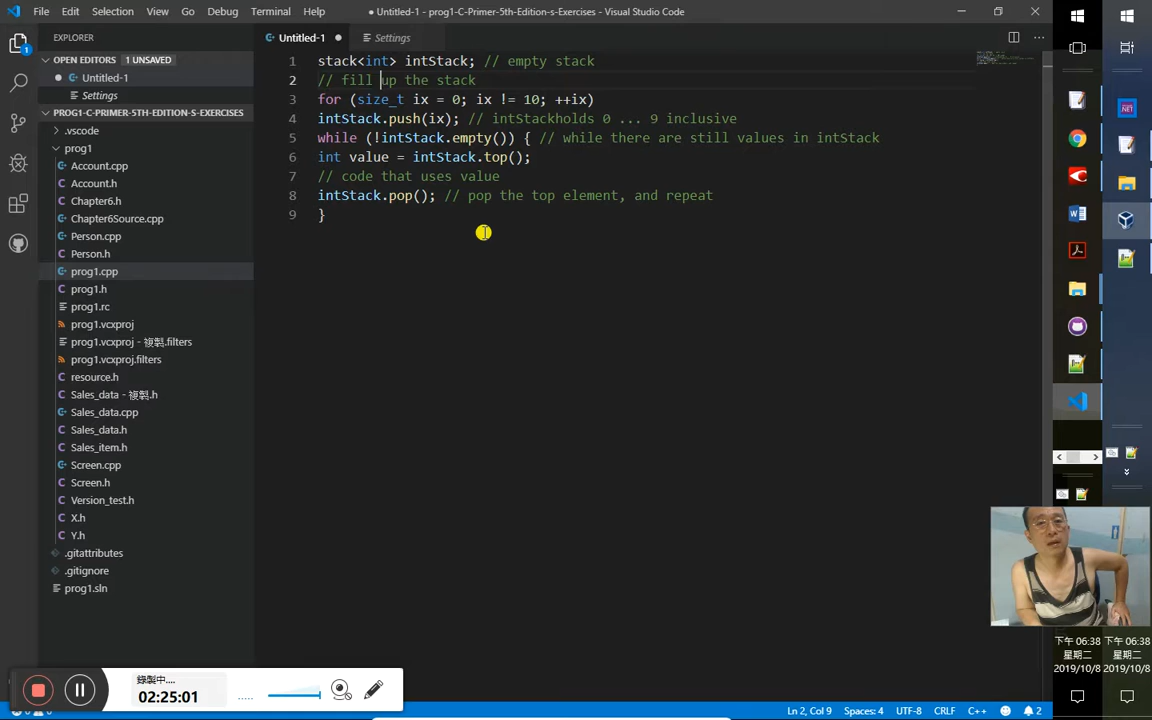 File Edit Selection View Go Debug Terminal Help
● Untitled-1 - prog1-C-Primer-5th-Edition-s-Exercises - Visual Studio Code
EXPLORER
Untitled-1
Settings
OPEN EDITORS 1 UNSAVED
Untitled-1
Settings
PROG1-C-PRIMER-5TH-EDITION-S-EXERCISES
.vscode
prog1
Account.cpp
Account.h
Chapter6.h
Chapter6Source.cpp
Person.cpp
Person.h
prog1.cpp
prog1.h
prog1.rc
prog1.vcxproj
prog1.vcxproj - 複製.filters
prog1.vcxproj.filters
resource.h
Sales_data - 複製.h
Sales_data.cpp
Sales_data.h
Sales_item.h
Screen.cpp
Screen.h
Version_test.h
X.h
Y.h
.gitattributes
.gitignore
prog1.sln
1 stack<int> intStack; // empty stack
2 // fill up the stack
3 for (size_t ix = 0; ix != 10; ++ix)
4 intStack.push(ix); // intStackholds 0 ... 9 inclusive
5 while (!intStack.empty()) { // while there are still values in intStack
6 int value = intStack.top();
7 // code that uses value
8 intStack.pop(); // pop the top element, and repeat
9 }
錄製中...
02:25:01
Ln 2, Col 9 Spaces: 4 UTF-8 CRLF C++ 2
下午 06:38 下午 06:38
星期二 星期二
2019/10/8 2019/10/8